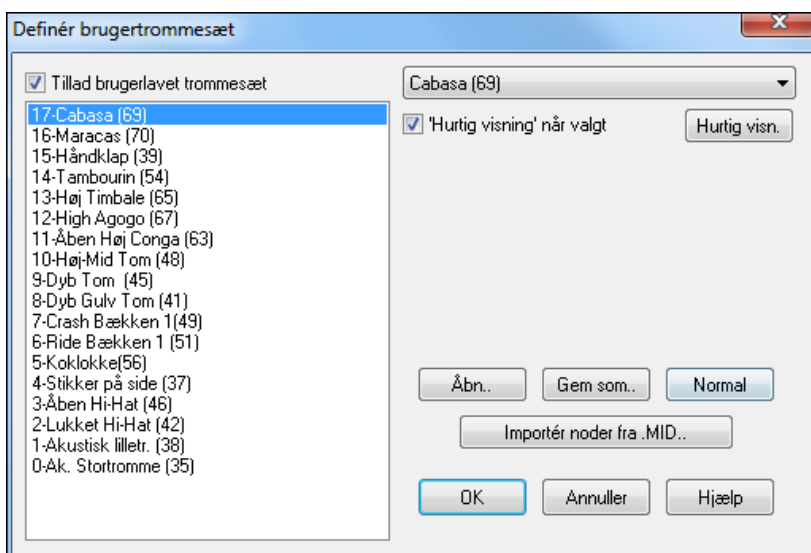 Definér brugertrommesæt
Tillad brugerlavet trommesæt
17-Cabasa (69)
16-Maracas (70)
15-Håndklap (39)
14-Tambourin (54)
13-Høj Timbale (65)
12-High Agogo (67)
11-Åben Høj Conga (63)
10-Høj-Mid Tom (48)
9-Dyb Tom  (45)
8-Dyb Gulv Tom (41)
7-Crash Bækken 1(49)
6-Ride Bækken 1 (51)
5-Koklokke(56)
4-Stikker på side (37)
3-Åben Hi-Hat (46)
2-Lukket Hi-Hat (42)
1-Akustisk lilletr. (38)
0-Ak. Stortromme (35)
Cabasa (69)
'Hurtig visning' når valgt
Hurtig visn.
Åbn..
Gem som..
Normal
Importér noder fra .MID..
OK
Annuller
Hjælp